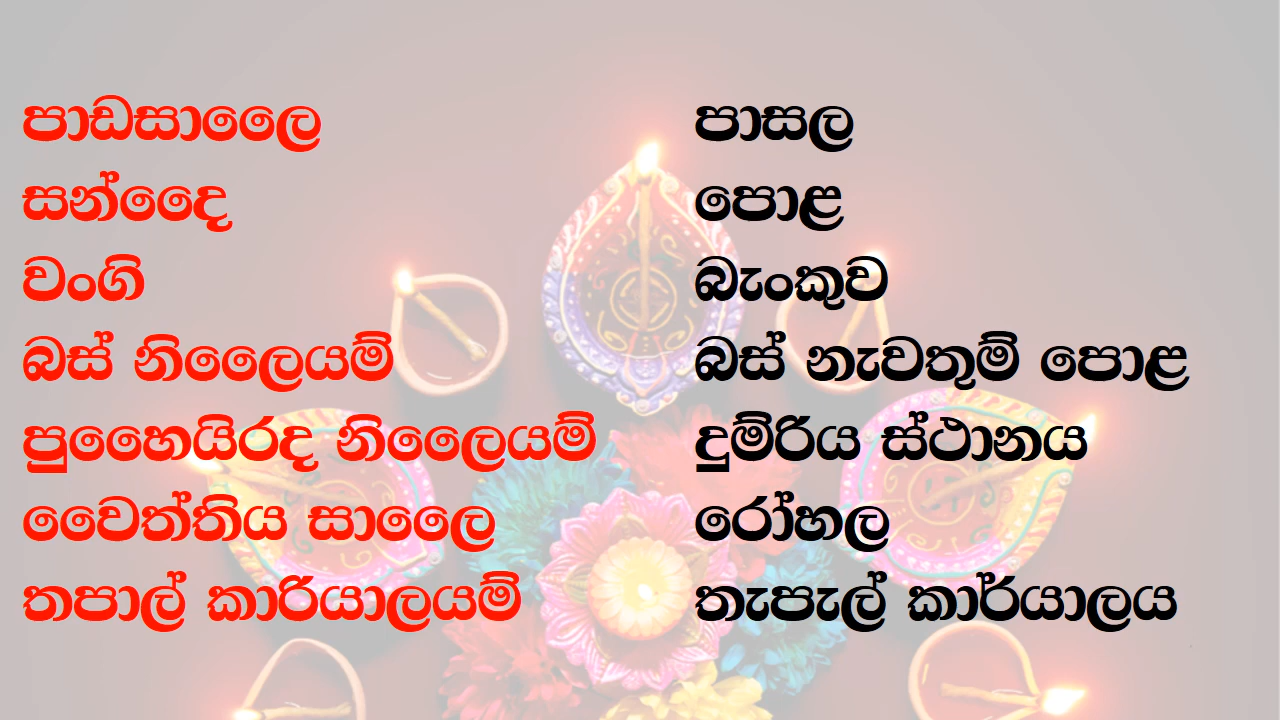 පාඩසාලෛ පාසල
සන්දෛ පොළ
වංගි බැංකුව
බස් නිලෛයම් බස් නැවතුම් පොළ
පුහෛයිරද නිලෛයම් දුම්රිය ස්ථානය
වෛත්තිය සාලෛ රෝහල
තපාල් කාරියාලයම් තැපැල් කාර්යාලය